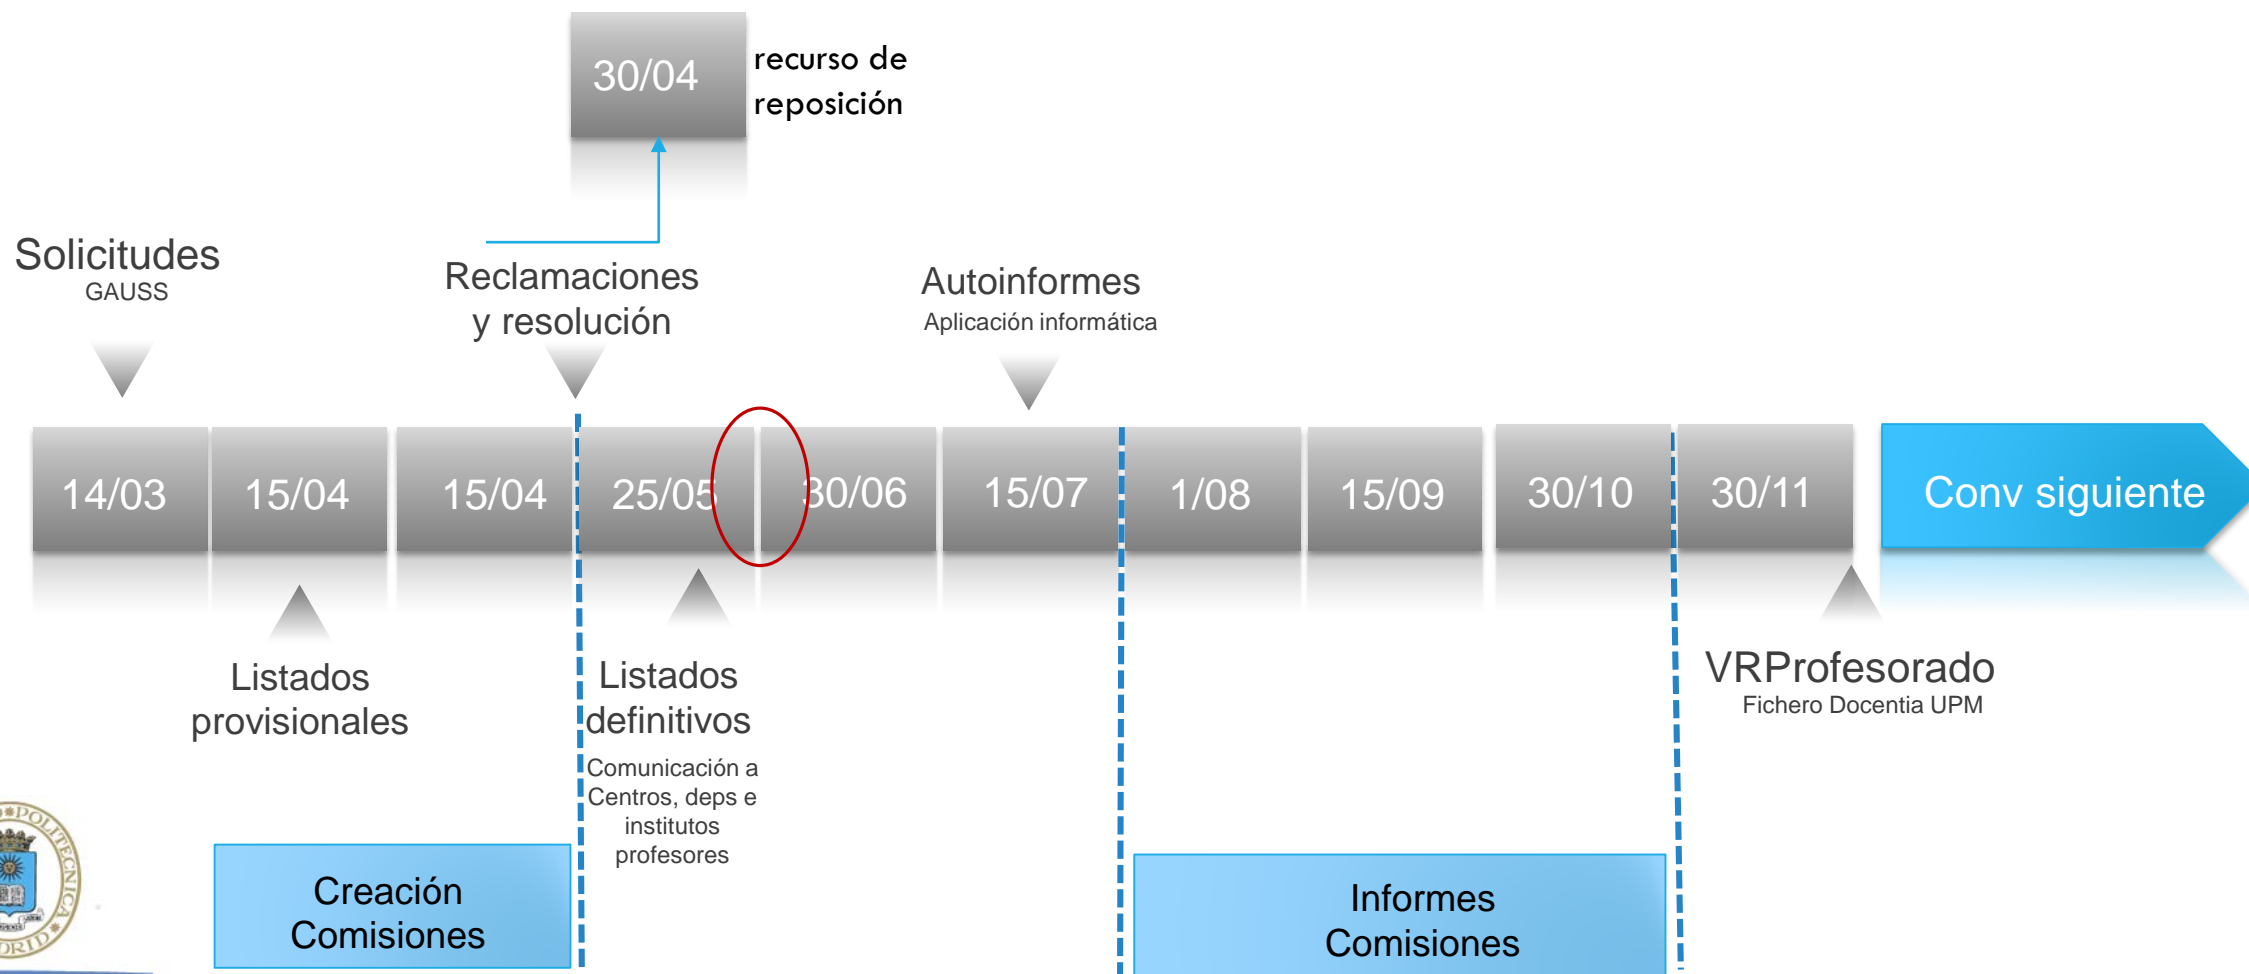 30/04
recurso de
reposición
Solicitudes
GAUSS
Reclamaciones
y resolución
Autoinformes
Aplicación informática
14/03
15/04
15/04
25/05
30/06
15/07
1/08
15/09
30/10
30/11
Conv siguiente
Listados
provisionales
Listados
definitivos
Comunicación a
Centros, deps e
institutos
profesores
VRProfesorado
Fichero Docentia UPM
Creación
Comisiones
Informes
Comisiones
POLITECNICA